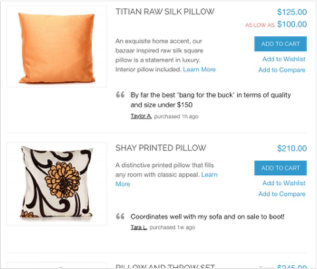 TITIAN RAW SILK PILLOW
$125.00
AS LOW AS $100.00
An exquisite home accent, our
bazaar inspired raw silk square
pillow is a statement in luxury.
Interior pillow included. Learn More
ADD TO CART
Add to Wishlist
Add to Compare
“ By far the best 'bang for the buck' in terms of quality
and size under $150
Taylor A. purchased 1h ago
SHAY PRINTED PILLOW
$210.00
A distinctive printed pillow that fills
any room with classic appeal. Learn
More
ADD TO CART
Add to Wishlist
Add to Compare
“ Coordinates well with my sofa and on sale to boot!
Tara L. purchased 1w ago
PILLOW AND THROW SET
$245.00